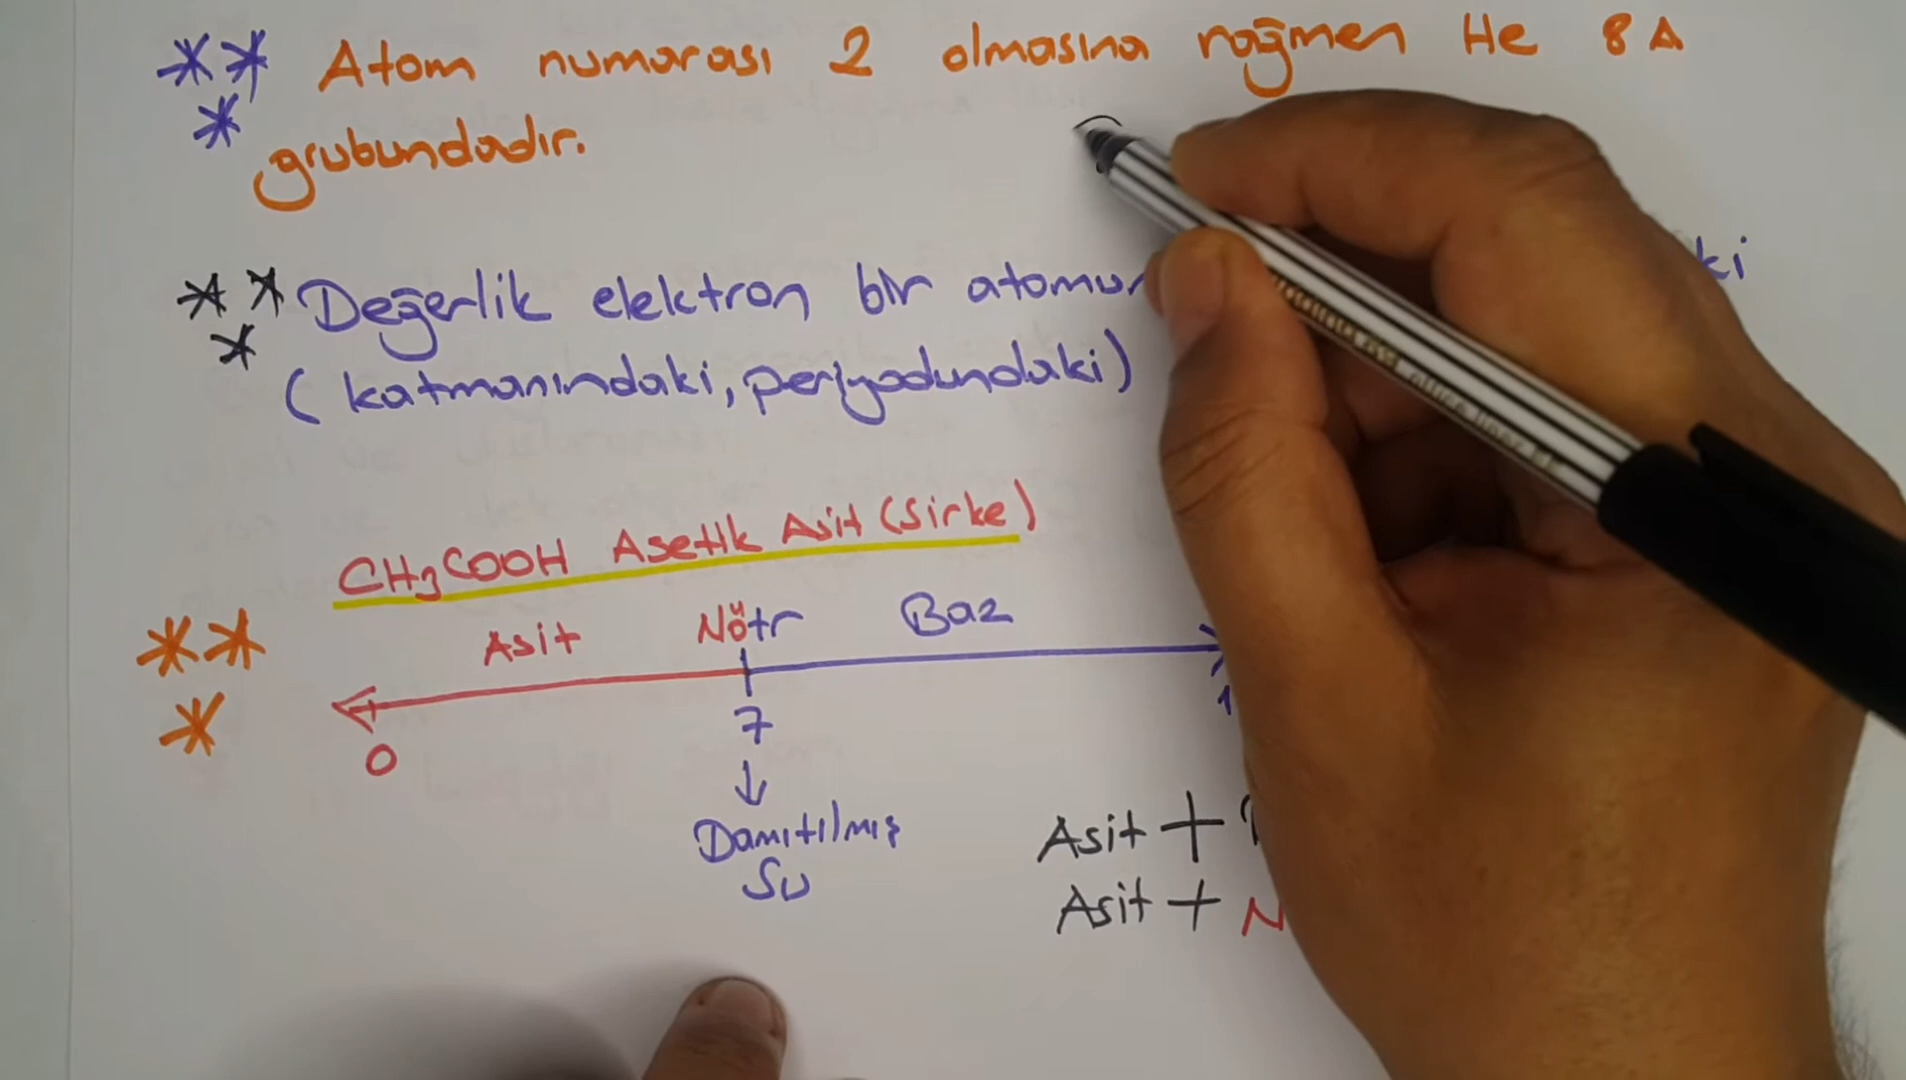 Atom numarası 2 olmasına rağmen He 8A
grubundadır.
Değerlik elektron bir
(katmanındaki, periyodundaki)
CH3COOH Asetik Asit (Sirke)
Asit Nötr Baz
0 7
Damıtılmış
Su
Asit +
Asit +